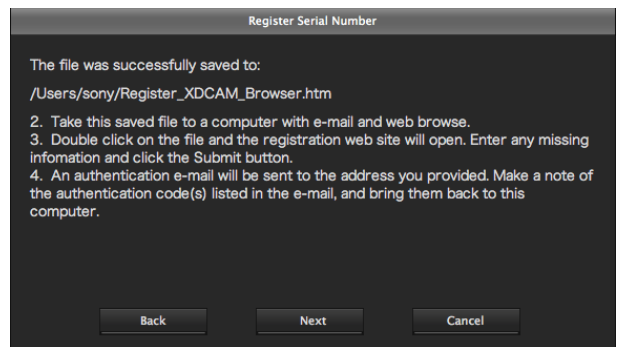 Register Serial Number
The file was successfully saved to:
/Users/sony/Register_XDCAM_Browser.htm
2.  Take this saved file to a computer with e-mail and web browse.
3.  Double click on the file and the registration web site will open. Enter any missing
infomation and click the Submit button.
4.  An authentication e-mail will be sent to the address you provided. Make a note of
the authentication code(s) listed in the e-mail, and bring them back to this
computer.
Back Next Cancel